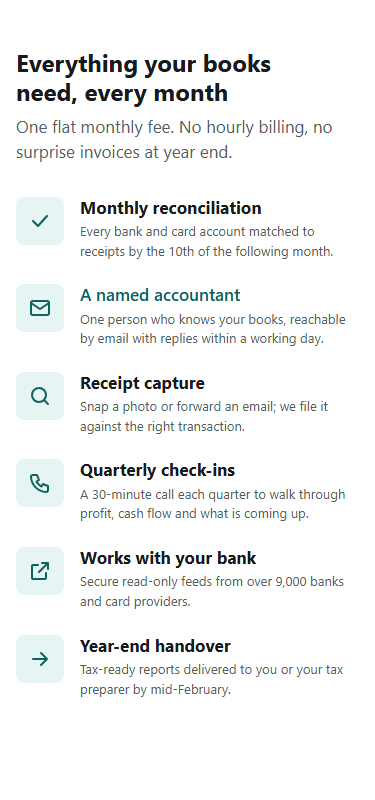 Everything your books
need, every month
One flat monthly fee. No hourly billing, no
surprise invoices at year end.
Monthly reconciliation
Every bank and card account matched to
receipts by the 10th of the following month.
A named accountant
One person who knows your books, reachable
by email with replies within a working day.
Receipt capture
Snap a photo or forward an email; we file it
against the right transaction.
Quarterly check-ins
A 30-minute call each quarter to walk through
profit, cash flow and what is coming up.
Works with your bank
Secure read-only feeds from over 9,000 banks
and card providers.
Year-end handover
Tax-ready reports delivered to you or your tax
preparer by mid-February.